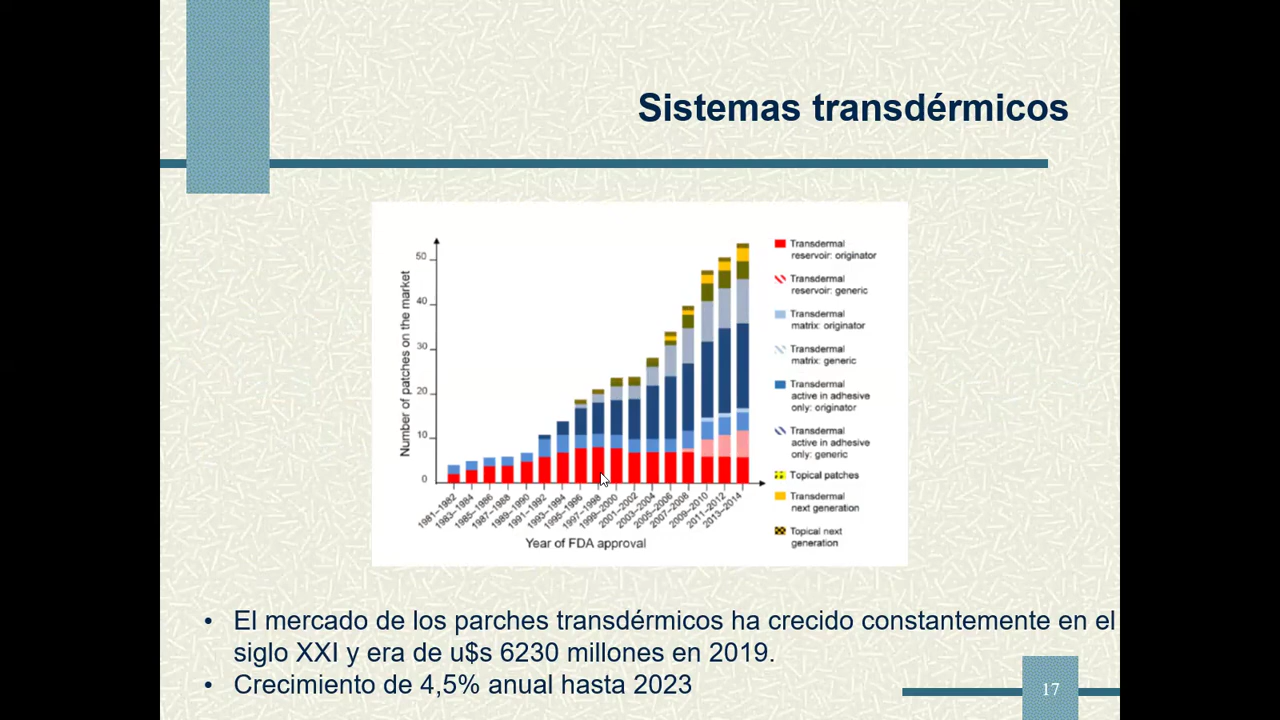 Sistemas transdérmicos
Number of patches on the market
50
40
30
20
10
0
1981–1982
1983–1984
1985–1986
1987–1988
1989–1990
1991–1992
1993–1994
1995–1996
1997–1998
1999–2000
2001–2002
2003–2004
2005–2006
2007–2008
2009–2010
2011–2012
2013–2014
Year of FDA approval
Transdermal
reservoir: originator
Transdermal
reservoir: generic
Transdermal
matrix: originator
Transdermal
matrix: generic
Transdermal
active in adhesive
only: originator
Transdermal
active in adhesive
only: generic
Topical patches
Transdermal
next generation
Topical next
generation
• El mercado de los parches transdérmicos ha crecido constantemente en el
siglo XXI y era de u$s 6230 millones en 2019.
• Crecimiento de 4,5% anual hasta 2023
17